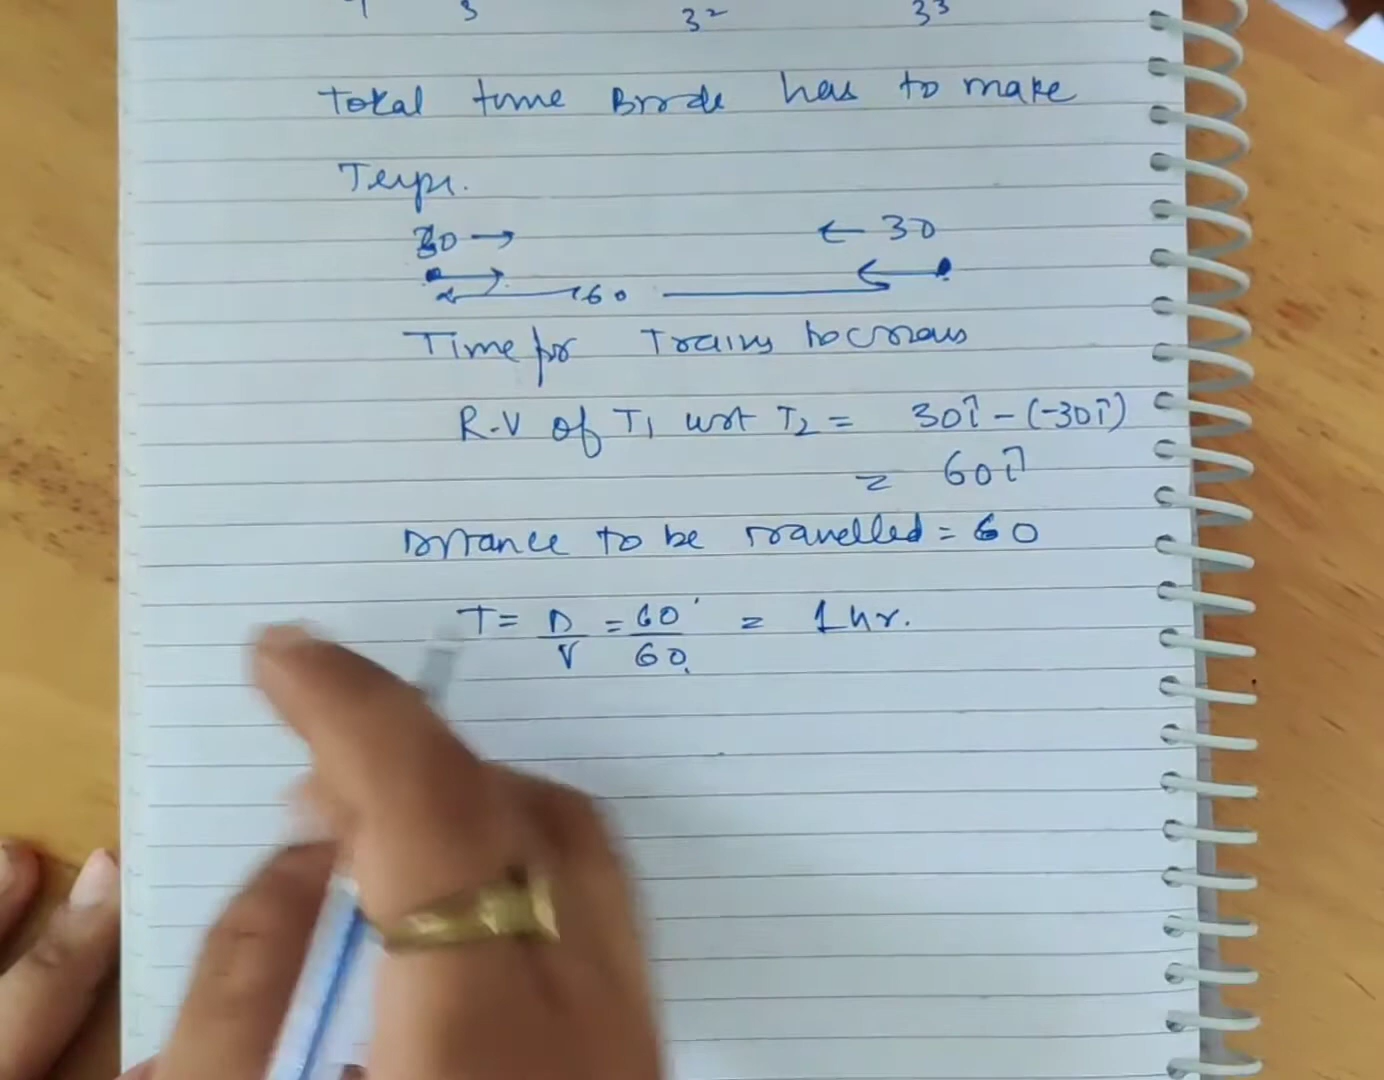 3 3² 3³
Total time Birde has to make
Trips.
30 → ← 30
60
Time for Trains to cross
R.V of T₁ wrt T₂ = 30î - (-30î)
= 60î
Distance to be travelled = 60
T = D/V = 60/60 = 1 hr.